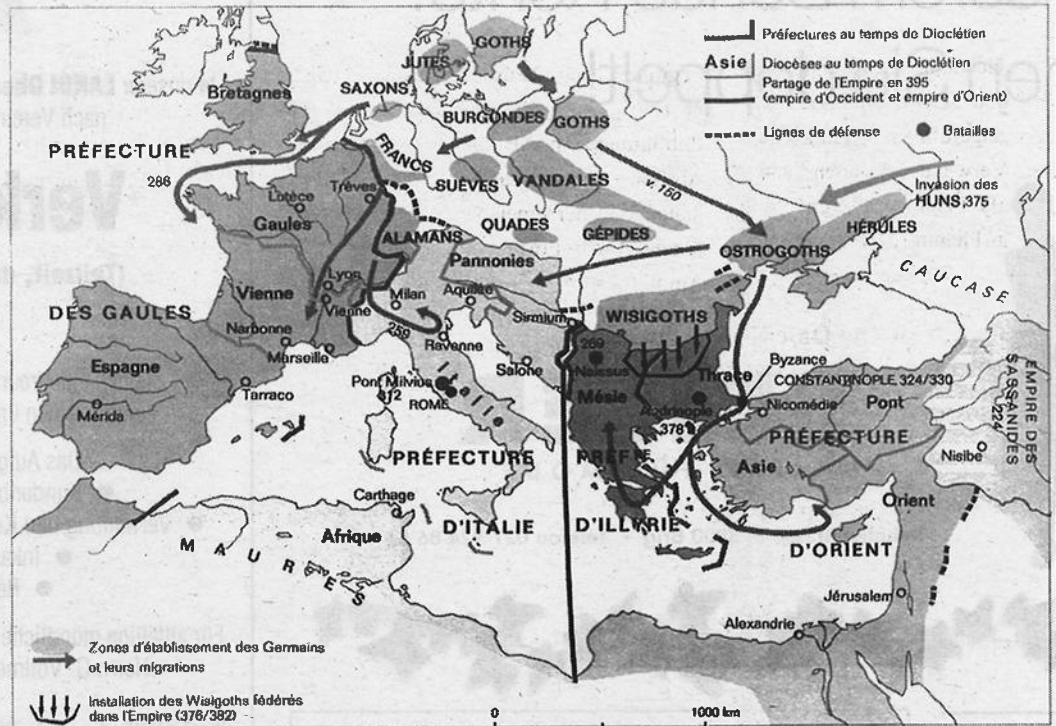 GOTHS
JUTES
SAXONS
Bretagnes
BURGONDES
GOTHS
PRÉFECTURE
FRANCS
286
Trèves
SUÈVES
VANDALES
v. 150
Invasion des
HUNS, 375
Lutèce
Gaules
ALAMANS
QUADES
GÉPIDES
HÉRULES
OSTROGOTHS
Pannonies
CAUCASE
Lyon
Vienne
Vienne
Milan
Aquilée
DES GAULES
259
Sirmium
WISIGOTHS
Narbonne
Ravenne
269
Naissus
Byzance
Marseille
Salone
Thrace
CONSTANTINOPLE, 324/330
Espagne
Italie
Pont Milvius
312
Mésie
Nicomédie
Pont
EMPIRE DES
SASSANIDES
224
Tarraco
ROME
Andrinople
378
Mérida
PRÉFECTURE
Nisibe
PRÉFECTURE
PRÉFRE
Asie
Carthage
Orient
D'ITALIE
D'ILLYRIE
Afrique
D'ORIENT
MAURES
Jérusalem
Alexandrie
Préfectures au temps de Dioclétien
Asie Diocèses au temps de Dioclétien
Partage de l'Empire en 395
(empire d'Occident et empire d'Orient)
Lignes de défense Batailles
Zones d'établissement des Germains
et leurs migrations
Installation des Wisigoths fédérés
dans l'Empire (376/382)
0 1000 km